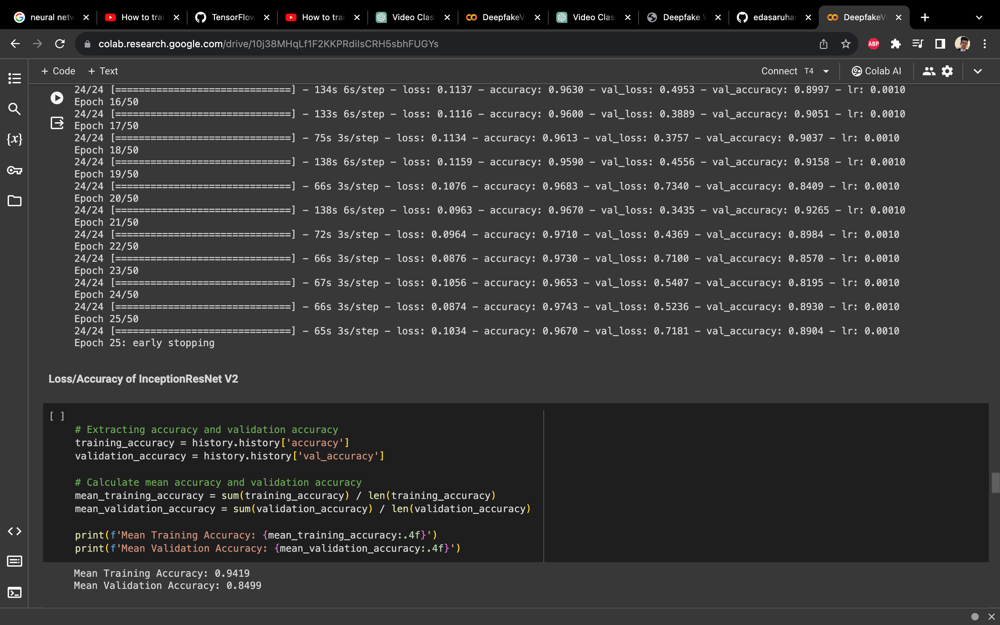 neural netw
How to trai
TensorFlow
How to trai
Video Clas
DeepfakeVi
Video Clas
Deepfake V
edasaruhan
DeepfakeVi
colab.research.google.com/drive/10j38MHqLf1F2KKPRdiIsCRH5sbhFUGYs
ABP
+ Code + Text
Connect T4
Colab AI
24/24 [==============================] - 134s 6s/step - loss: 0.1137 - accuracy: 0.9630 - val_loss: 0.4953 - val_accuracy: 0.8997 - lr: 0.0010
Epoch 16/50
24/24 [==============================] - 133s 6s/step - loss: 0.1116 - accuracy: 0.9600 - val_loss: 0.3889 - val_accuracy: 0.9051 - lr: 0.0010
Epoch 17/50
24/24 [==============================] - 75s 3s/step - loss: 0.1134 - accuracy: 0.9613 - val_loss: 0.3757 - val_accuracy: 0.9037 - lr: 0.0010
Epoch 18/50
24/24 [==============================] - 138s 6s/step - loss: 0.1159 - accuracy: 0.9590 - val_loss: 0.4556 - val_accuracy: 0.9158 - lr: 0.0010
Epoch 19/50
24/24 [==============================] - 66s 3s/step - loss: 0.1076 - accuracy: 0.9683 - val_loss: 0.7340 - val_accuracy: 0.8409 - lr: 0.0010
Epoch 20/50
24/24 [==============================] - 138s 6s/step - loss: 0.0963 - accuracy: 0.9670 - val_loss: 0.3435 - val_accuracy: 0.9265 - lr: 0.0010
Epoch 21/50
24/24 [==============================] - 72s 3s/step - loss: 0.0964 - accuracy: 0.9710 - val_loss: 0.4369 - val_accuracy: 0.8984 - lr: 0.0010
Epoch 22/50
24/24 [==============================] - 66s 3s/step - loss: 0.0876 - accuracy: 0.9730 - val_loss: 0.7100 - val_accuracy: 0.8570 - lr: 0.0010
Epoch 23/50
24/24 [==============================] - 67s 3s/step - loss: 0.1056 - accuracy: 0.9653 - val_loss: 0.5407 - val_accuracy: 0.8195 - lr: 0.0010
Epoch 24/50
24/24 [==============================] - 66s 3s/step - loss: 0.0874 - accuracy: 0.9743 - val_loss: 0.5236 - val_accuracy: 0.8930 - lr: 0.0010
Epoch 25/50
24/24 [==============================] - 65s 3s/step - loss: 0.1034 - accuracy: 0.9670 - val_loss: 0.7181 - val_accuracy: 0.8904 - lr: 0.0010
Epoch 25: early stopping
Loss/Accuracy of InceptionResNet V2
[ ]
# Extracting accuracy and validation accuracy
training_accuracy = history.history['accuracy']
validation_accuracy = history.history['val_accuracy']
# Calculate mean accuracy and validation accuracy
mean_training_accuracy = sum(training_accuracy) / len(training_accuracy)
mean_validation_accuracy = sum(validation_accuracy) / len(validation_accuracy)
print(f'Mean Training Accuracy: {mean_training_accuracy:.4f}')
print(f'Mean Validation Accuracy: {mean_validation_accuracy:.4f}')
Mean Training Accuracy: 0.9419
Mean Validation Accuracy: 0.8499